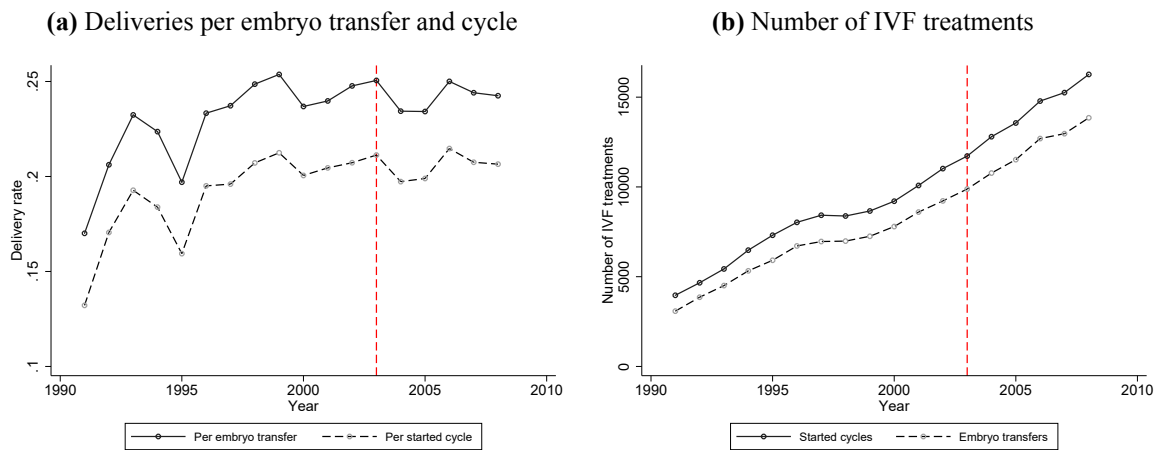 (a) Deliveries per embryo transfer and cycle
Delivery rate
.25
.2
.15
.1
1990 1995 2000 2005 2010
Year
Per embryo transfer Per started cycle
(b) Number of IVF treatments
Number of IVF treatments
15000
10000
5000
0
1990 1995 2000 2005 2010
Year
Started cycles Embryo transfers